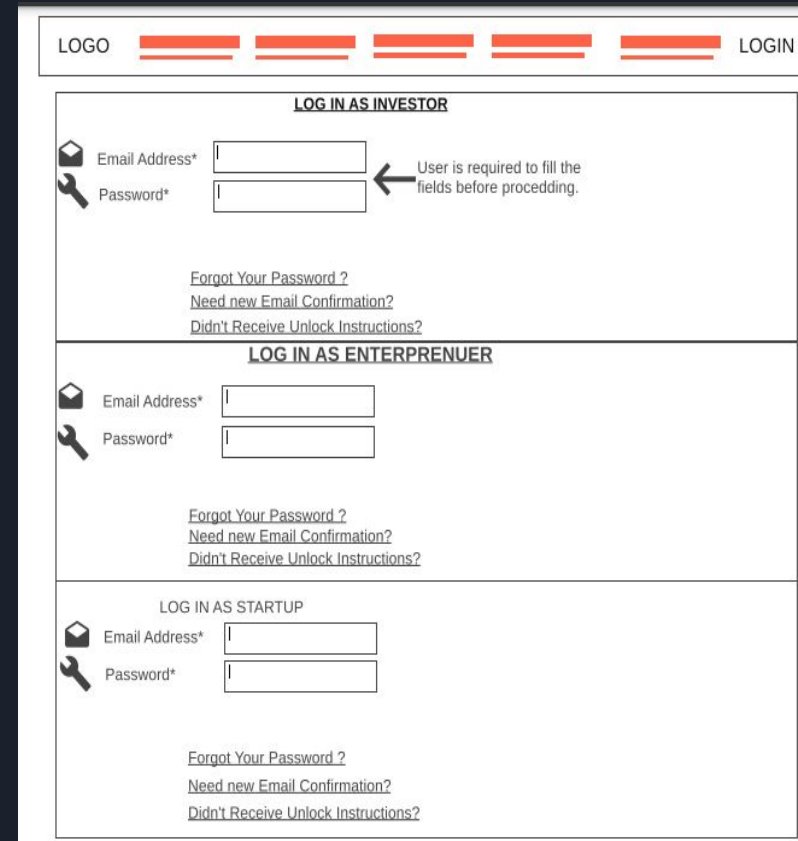 LOGO
LOGIN
LOG IN AS INVESTOR
Email Address*
Password*
User is required to fill the
fields before procedding.
Forgot Your Password ?
Need new Email Confirmation?
Didn't Receive Unlock Instructions?
LOG IN AS ENTERPRENUER
Email Address*
Password*
Forgot Your Password ?
Need new Email Confirmation?
Didn't Receive Unlock Instructions?
LOG IN AS STARTUP
Email Address*
Password*
Forgot Your Password ?
Need new Email Confirmation?
Didn't Receive Unlock Instructions?